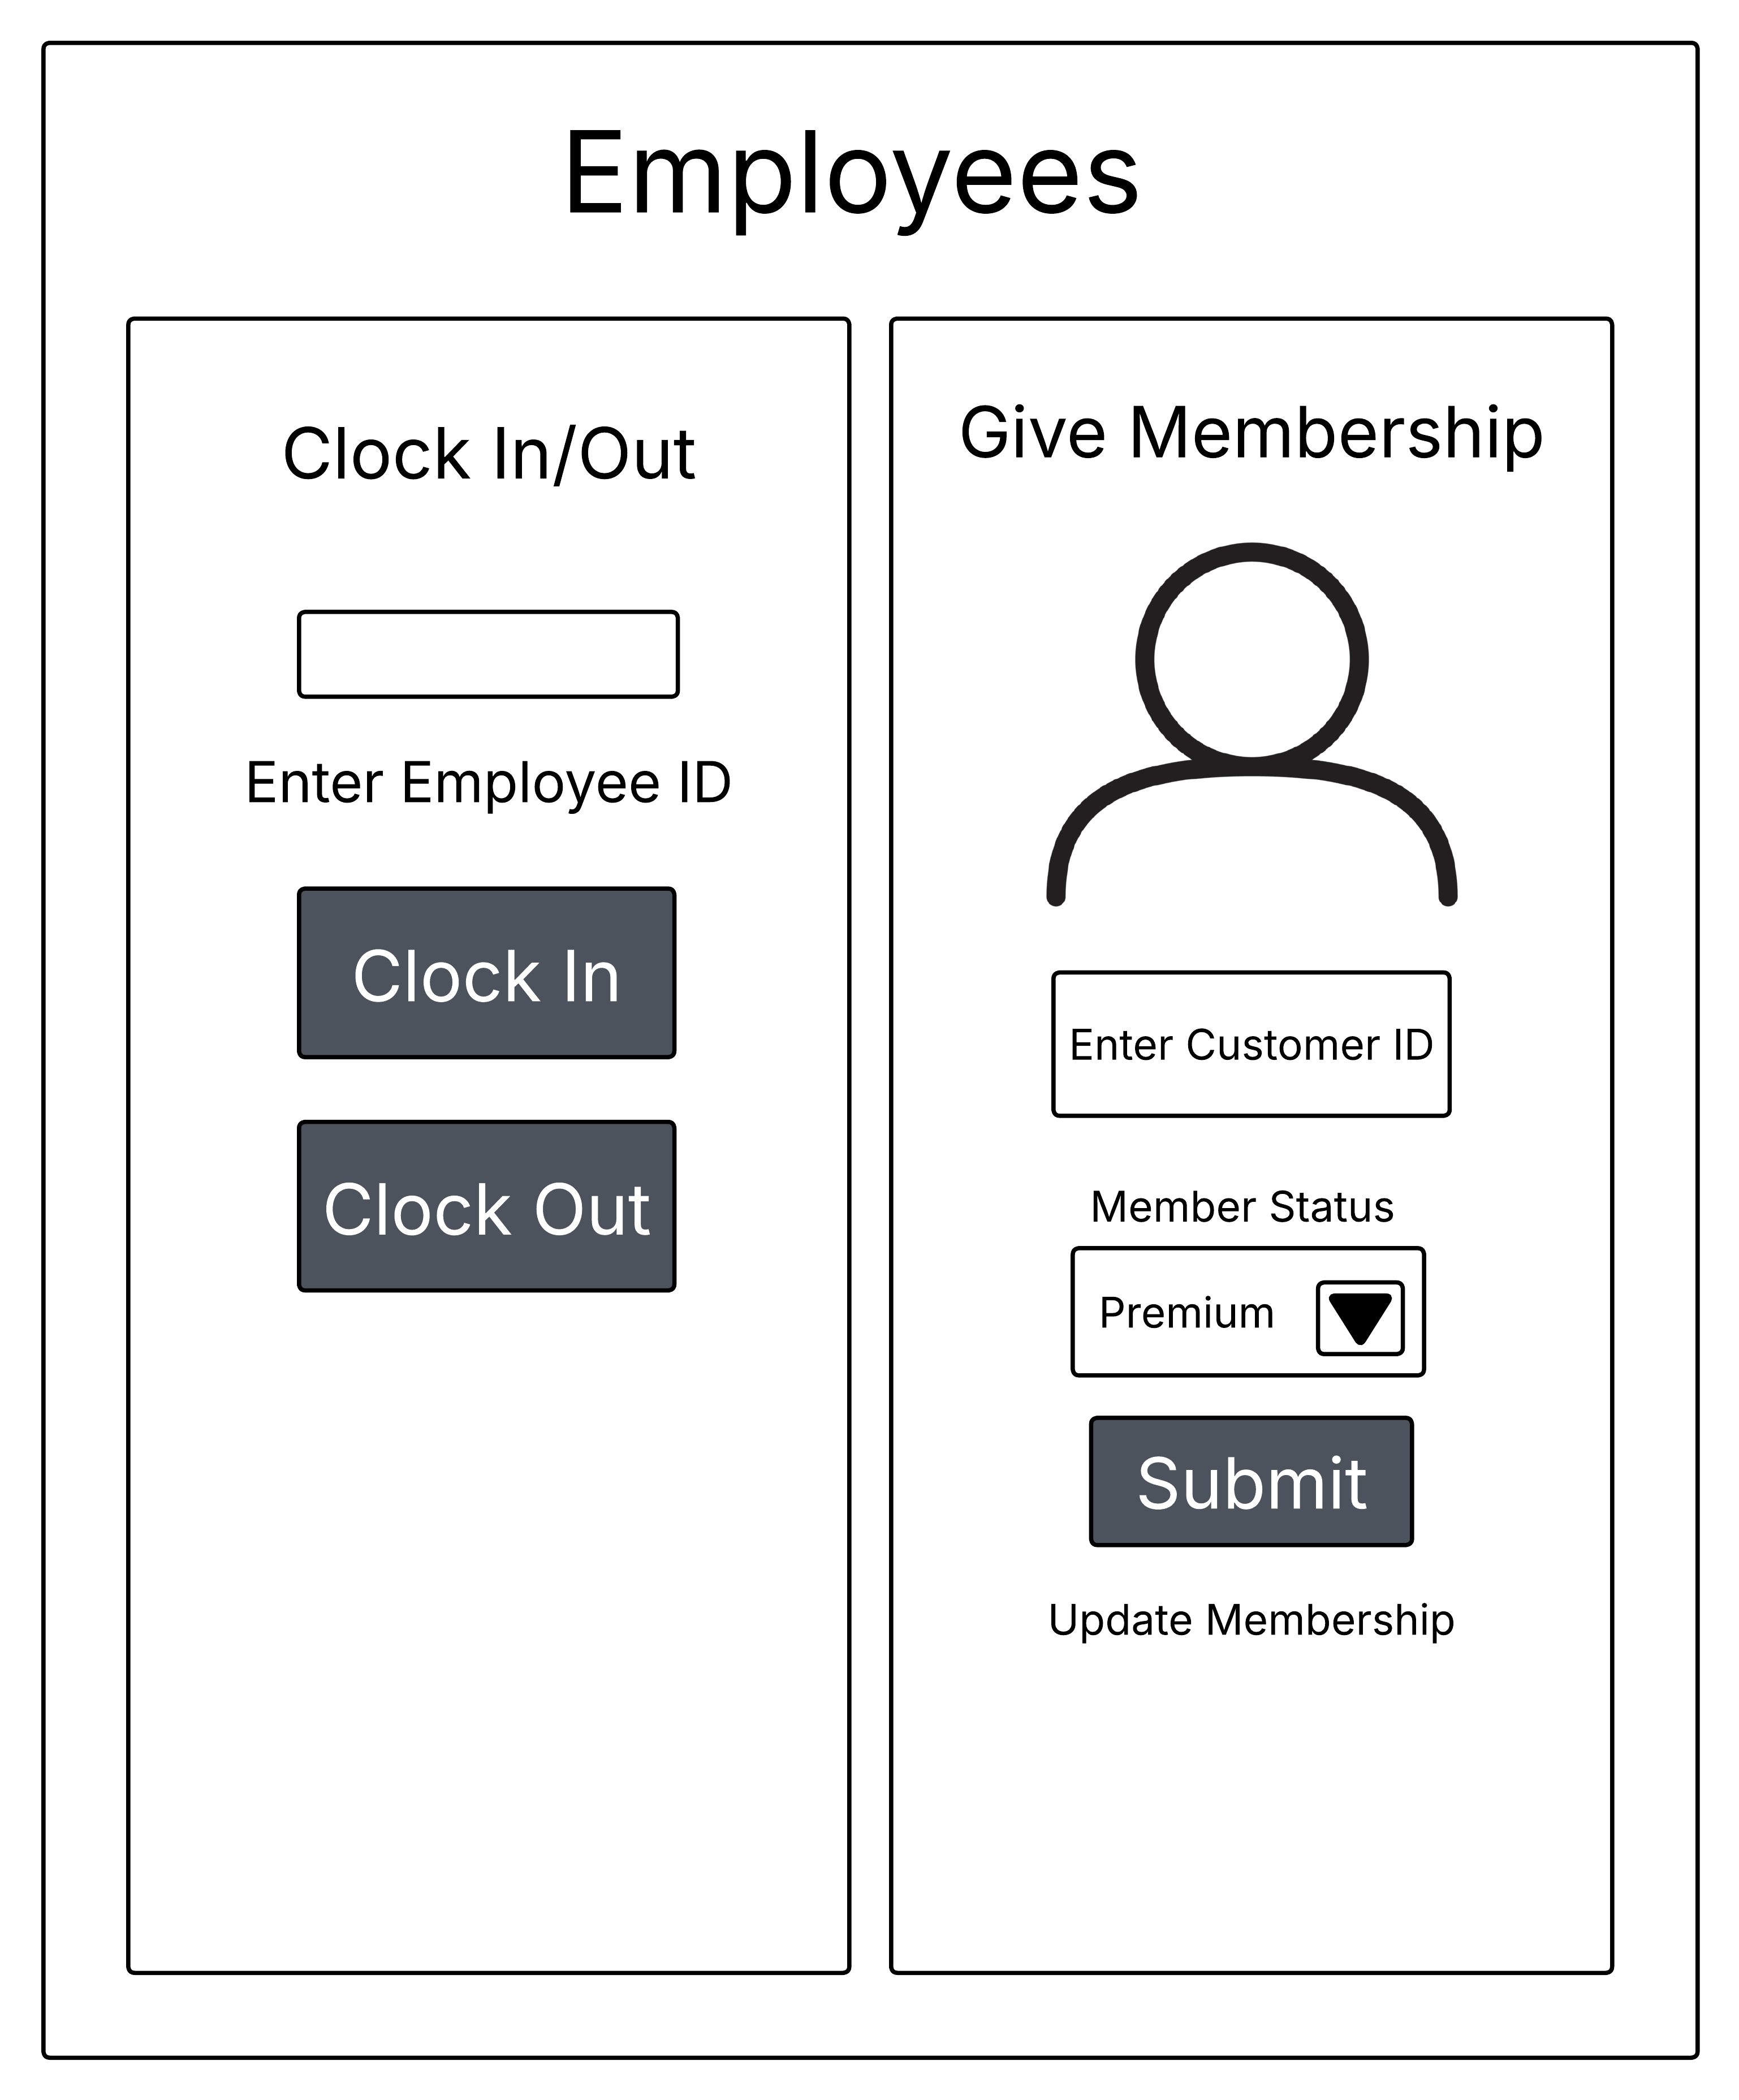 Employees
Clock In/Out
Enter Employee ID
Clock In
Clock Out
Give Membership
Enter Customer ID
Member Status
Premium
Submit
Update Membership